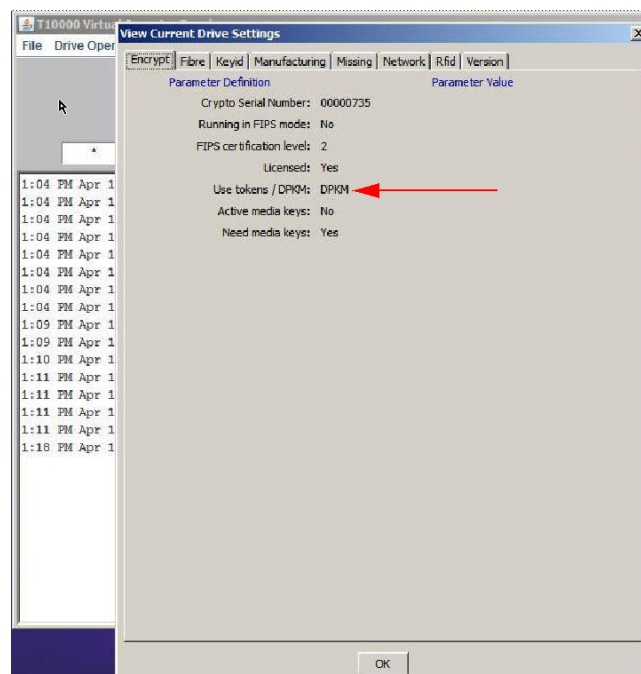 T10000 Virtu
File Drive Oper
*
1:04 PM Apr 1
1:04 PM Apr 1
1:04 PM Apr 1
1:04 PM Apr 1
1:04 PM Apr 1
1:04 PM Apr 1
1:04 PM Apr 1
1:04 PM Apr 1
1:09 PM Apr 1
1:09 PM Apr 1
1:10 PM Apr 1
1:11 PM Apr 1
1:11 PM Apr 1
1:11 PM Apr 1
1:11 PM Apr 1
1:18 PM Apr 1
View Current Drive Settings
Encrypt Fibre Keyid Manufacturing Missing Network Rfid Version
Parameter Definition Parameter Value
Crypto Serial Number: 00000735
Running in FIPS mode: No
FIPS certification level: 2
Licensed: Yes
Use tokens / DPKM: DPKM
Active media keys: No
Need media keys: Yes
OK